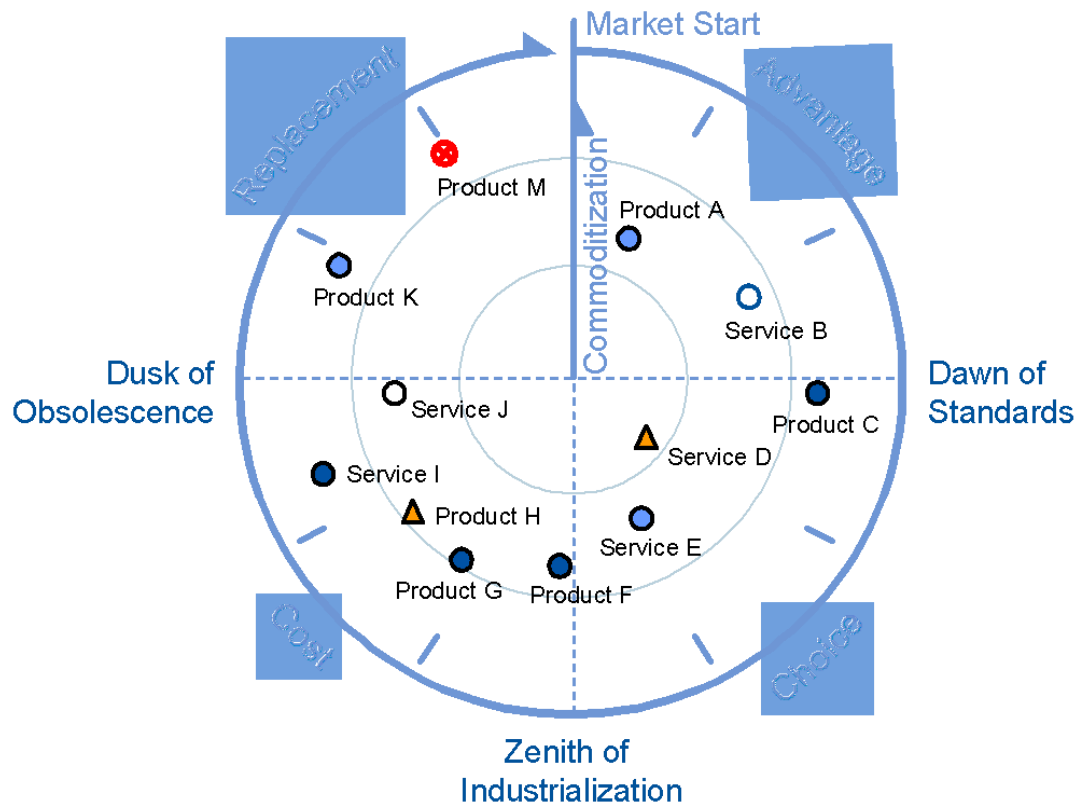 Market Start
Replacement
Advantege
Commoditization
Product M
Product A
Product K
Service B
Dusk of
Obsolescence
Dawn of
Standards
Service J
Product C
Service D
Service I
Product H
Service E
Product G
Product F
Cost
Choice
Zenith of
Industrialization